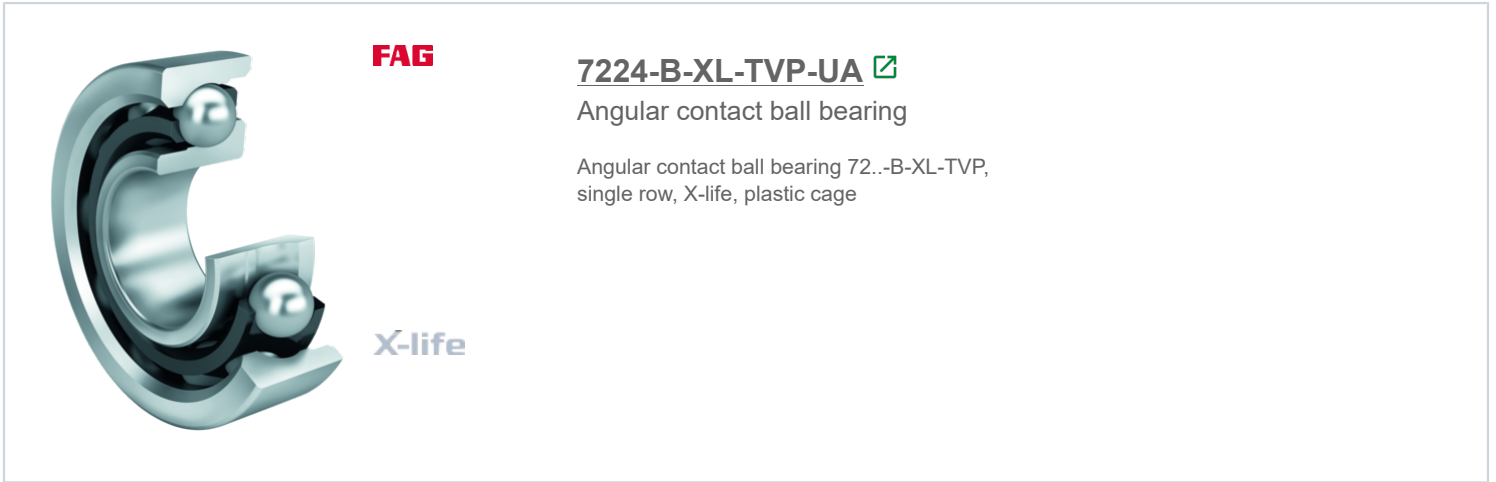 FAG
7224-B-XL-TVP-UA
Angular contact ball bearing
Angular contact ball bearing 72..-B-XL-TVP,
single row, X-life, plastic cage
X-life